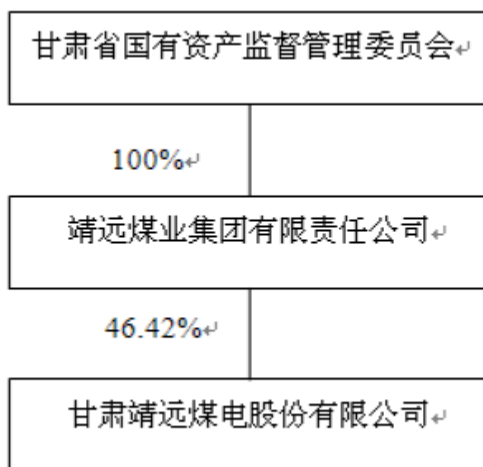 甘肃省国有资产监督管理委员会
100%
靖远煤业集团有限责任公司
46.42%
甘肃靖远煤电股份有限公司